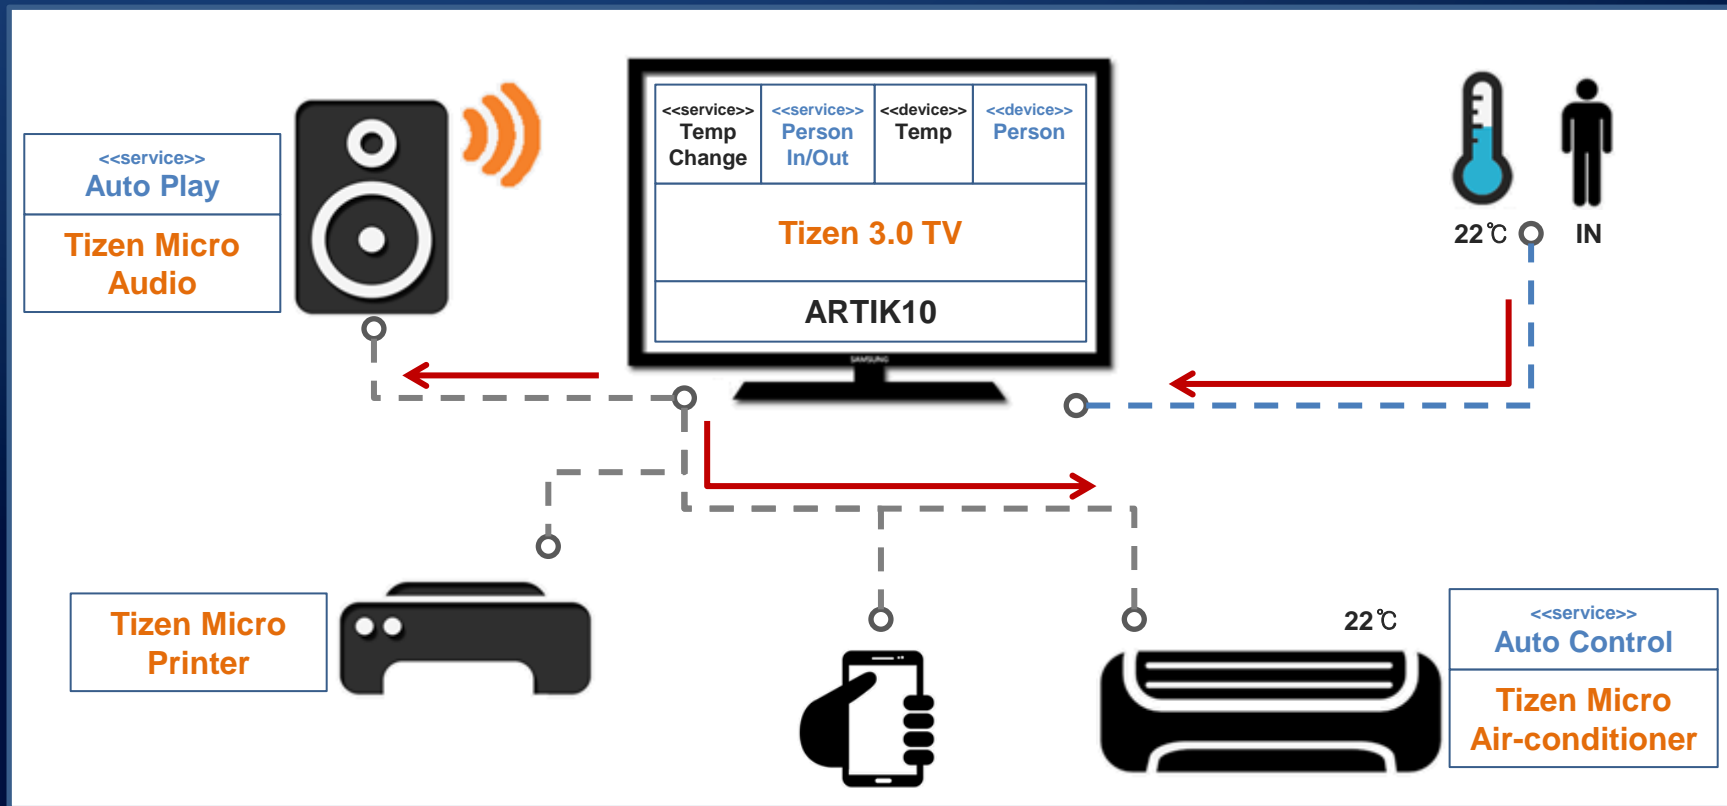 <<service>>
Auto Play
Tizen Micro
Audio
<<service>>
Temp
Change
<<service>>
Person
In/Out
<<device>>
Temp
<<device>>
Person
Tizen 3.0 TV
ARTIK10
SAMSUNG
22℃
IN
Tizen Micro
Printer
22℃
<<service>>
Auto Control
Tizen Micro
Air-conditioner